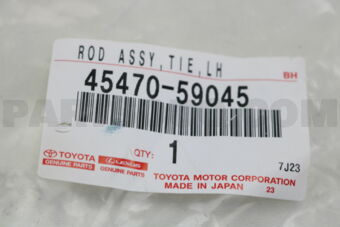 ROD ASSY,TIE,LH
BH
45470-59045
TOYOTA
GENUINE PARTS
LEXUS
GENUINE PARTS
QTY:
1
7J23
TOYOTA MOTOR CORPORATION
MADE IN JAPAN
23